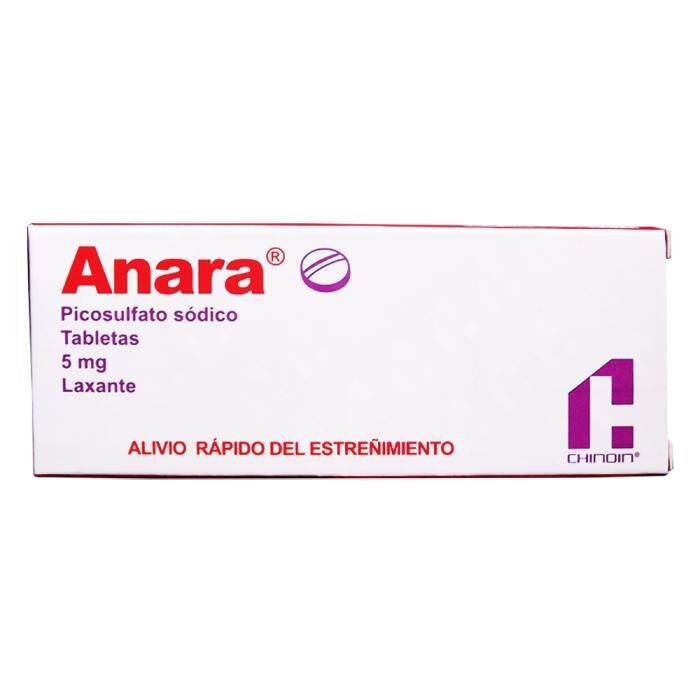 Anara®
Picosulfato sódico
Tabletas
5 mg
Laxante
ALIVIO RÁPIDO DEL ESTREÑIMIENTO
CHINOIN®